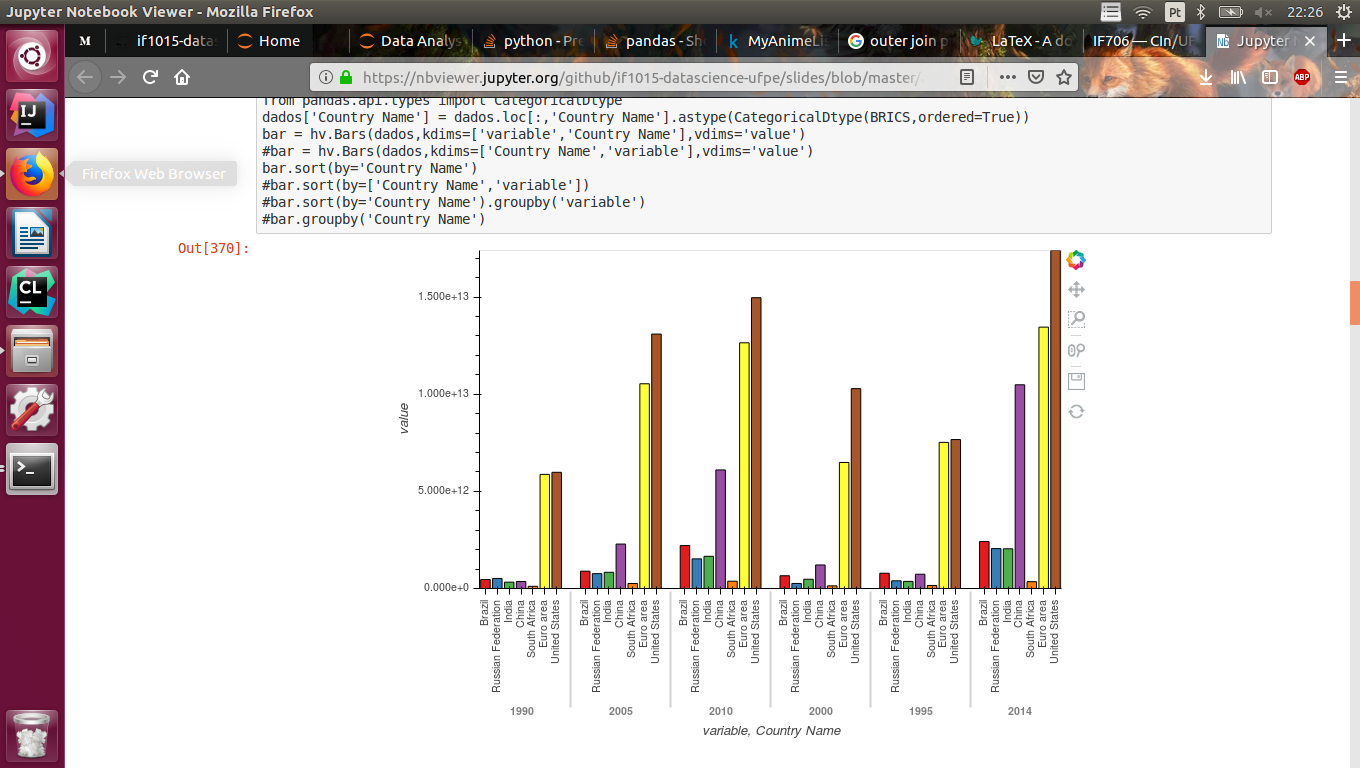 Jupyter Notebook Viewer - Mozilla Firefox
Pt
22:26
M
if1015-datas
Home
Data Analys
python - Pre
pandas - Sh
MyAnimeLi
outer join p
LaTeX - A do
IF706 — CIn/UF
Nb
Jupyter
https://nbviewer.jupyter.org/github/if1015-datascience-ufpe/slides/blob/master/
ABP
IJ
Firefox Web Browser
CL
from pandas.api.types import CategoricalDtype
dados['Country Name'] = dados.loc[:,'Country Name'].astype(CategoricalDtype(BRICS,ordered=True))
bar = hv.Bars(dados,kdims=['variable','Country Name'],vdims='value')
#bar = hv.Bars(dados,kdims=['Country Name','variable'],vdims='value')
bar.sort(by='Country Name')
#bar.sort(by=['Country Name','variable'])
#bar.sort(by='Country Name').groupby('variable')
#bar.groupby('Country Name')
Out[370]:
value
1.500e+13
1.000e+13
5.000e+12
0.000e+0
Brazil
Russian Federation
India
China
South Africa
Euro area
United States
Brazil
Russian Federation
India
China
South Africa
Euro area
United States
Brazil
Russian Federation
India
China
South Africa
Euro area
United States
Brazil
Russian Federation
India
China
South Africa
Euro area
United States
Brazil
Russian Federation
India
China
South Africa
Euro area
United States
Brazil
Russian Federation
India
China
South Africa
Euro area
United States
1990
2005
2010
2000
1995
2014
variable, Country Name